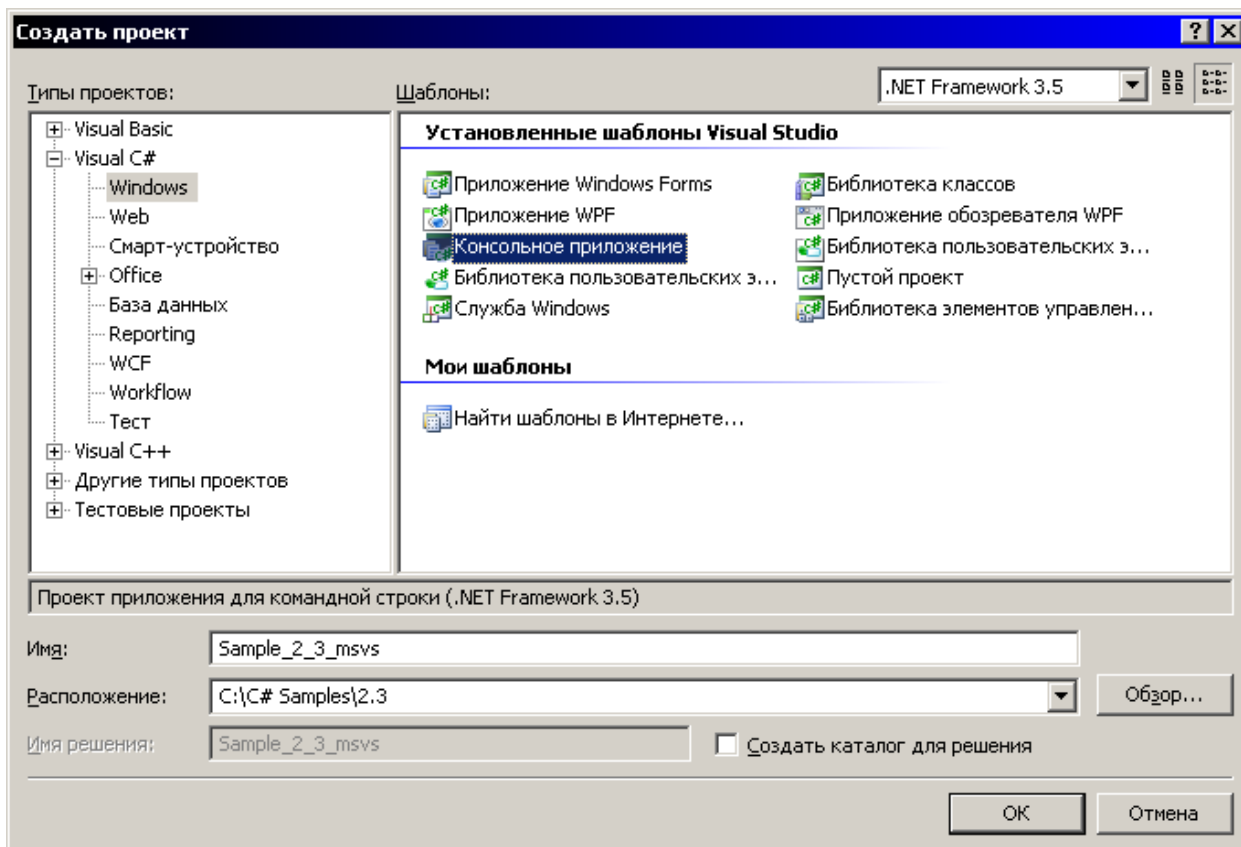 Создать проект
Типы проектов:
Шаблоны:
.NET Framework 3.5
Visual Basic
Visual C#
Windows
Web
Смарт-устройство
Office
База данных
Reporting
WCF
Workflow
Тест
Visual C++
Другие типы проектов
Тестовые проекты
Установленные шаблоны Visual Studio
Приложение Windows Forms
Библиотека классов
Приложение WPF
Приложение обозревателя WPF
Консольное приложение
Библиотека пользовательских э...
Библиотека пользовательских э...
Пустой проект
Служба Windows
Библиотека элементов управлен...
Мои шаблоны
Найти шаблоны в Интернете...
Проект приложения для командной строки (.NET Framework 3.5)
Имя:
Sample_2_3_msvs
Расположение:
C:\C# Samples\2.3
Обзор...
Имя решения:
Sample_2_3_msvs
Создать каталог для решения
OK
Отмена